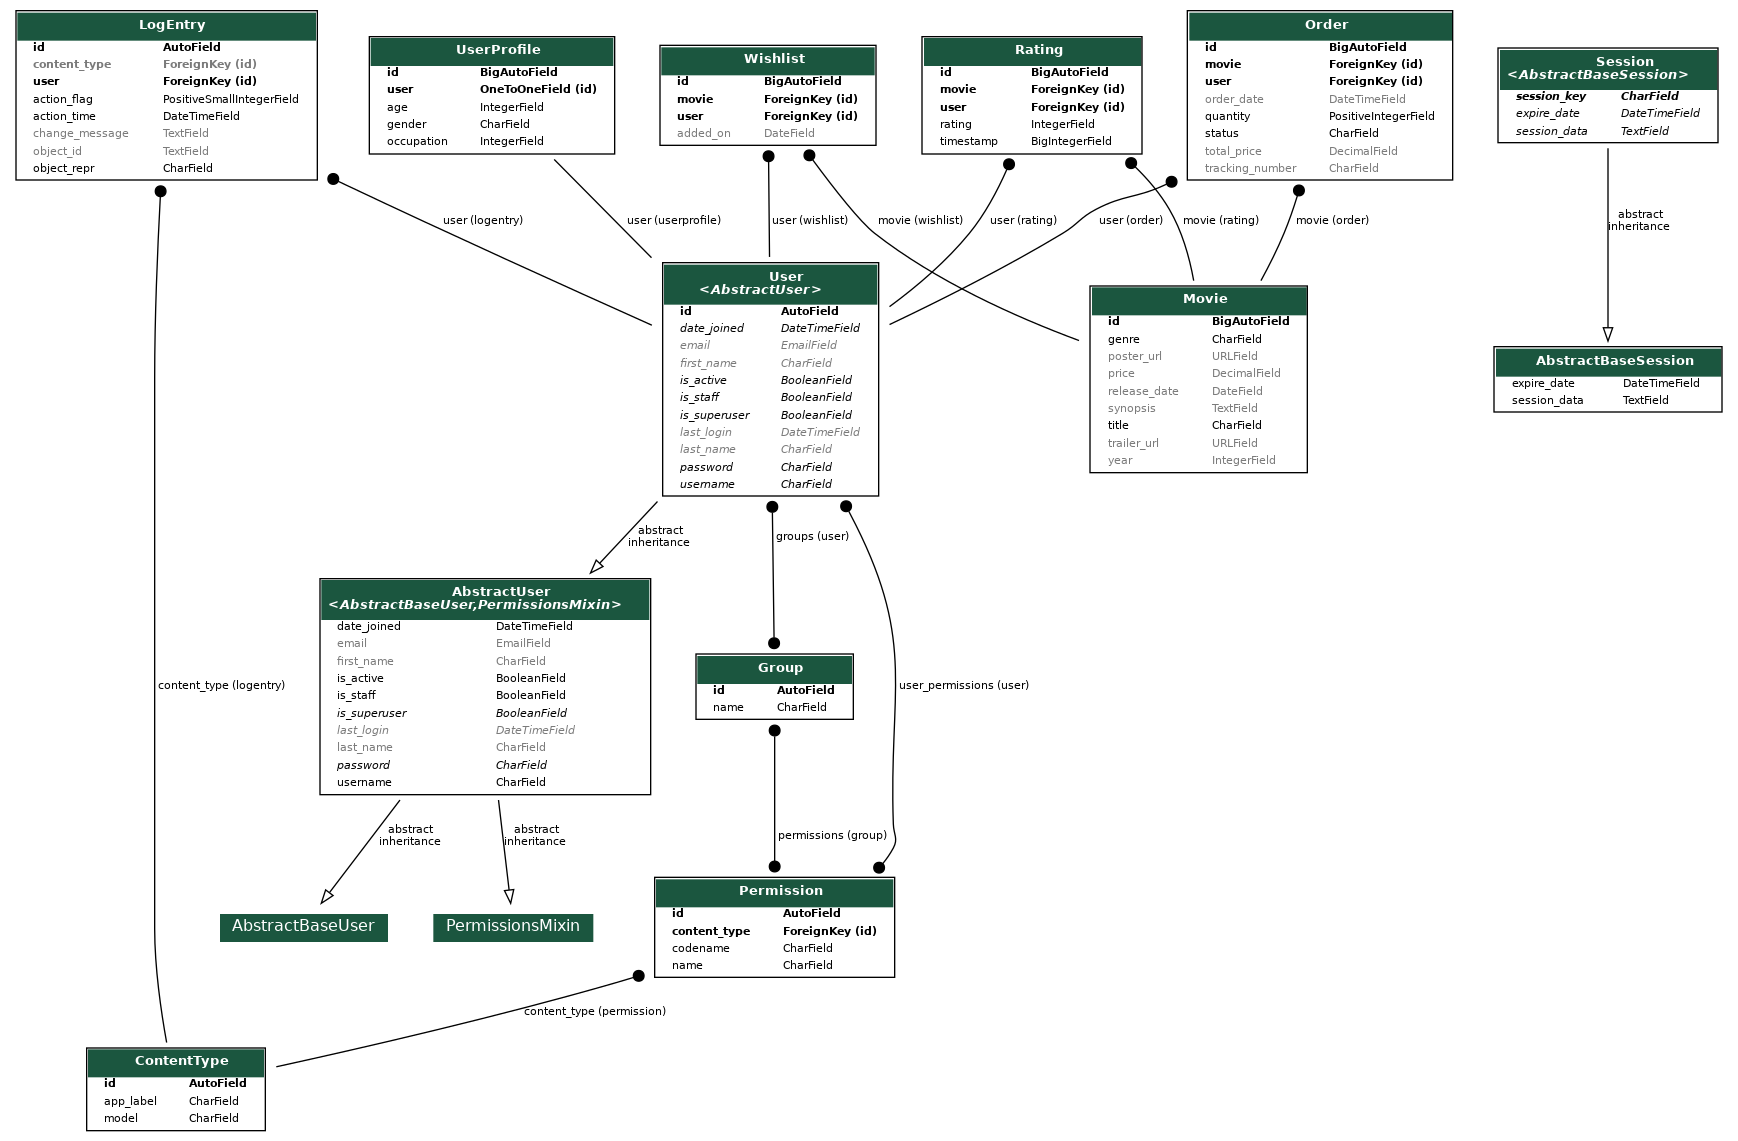 LogEntry
id AutoField
content_type ForeignKey (id)
user ForeignKey (id)
action_flag PositiveSmallIntegerField
action_time DateTimeField
change_message TextField
object_id TextField
object_repr CharField
UserProfile
id BigAutoField
user OneToOneField (id)
age IntegerField
gender CharField
occupation IntegerField
Wishlist
id BigAutoField
movie ForeignKey (id)
user ForeignKey (id)
added_on DateField
Rating
id BigAutoField
movie ForeignKey (id)
user ForeignKey (id)
rating IntegerField
timestamp BigIntegerField
Order
id BigAutoField
movie ForeignKey (id)
user ForeignKey (id)
order_date DateTimeField
quantity PositiveIntegerField
status CharField
total_price DecimalField
tracking_number CharField
Session
<AbstractBaseSession>
session_key CharField
expire_date DateTimeField
session_data TextField
user (logentry)
user (userprofile)
user (wishlist)
movie (wishlist)
user (rating)
user (order)
movie (rating)
movie (order)
abstract
inheritance
User
<AbstractUser>
id AutoField
date_joined DateTimeField
email EmailField
first_name CharField
is_active BooleanField
is_staff BooleanField
is_superuser BooleanField
last_login DateTimeField
last_name CharField
password CharField
username CharField
Movie
id BigAutoField
genre CharField
poster_url URLField
price DecimalField
release_date DateField
synopsis TextField
title CharField
trailer_url URLField
year IntegerField
AbstractBaseSession
expire_date DateTimeField
session_data TextField
abstract
inheritance
groups (user)
AbstractUser
<AbstractBaseUser,PermissionsMixin>
date_joined DateTimeField
email EmailField
first_name CharField
is_active BooleanField
is_staff BooleanField
is_superuser BooleanField
last_login DateTimeField
last_name CharField
password CharField
username CharField
Group
id AutoField
name CharField
content_type (logentry)
user_permissions (user)
abstract
inheritance
abstract
inheritance
permissions (group)
AbstractBaseUser
PermissionsMixin
Permission
id AutoField
content_type ForeignKey (id)
codename CharField
name CharField
content_type (permission)
ContentType
id AutoField
app_label CharField
model CharField